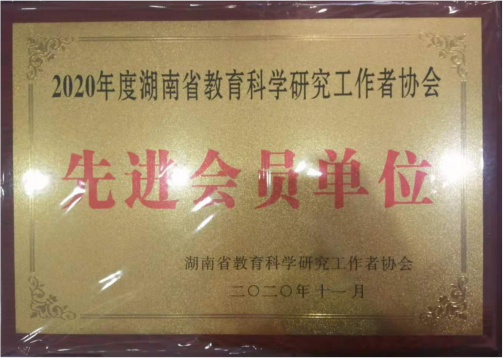 2020年度湖南省教育科学研究工作者协会
先进会员单位
湖南省教育科学研究工作者协会
二〇二〇年十一月